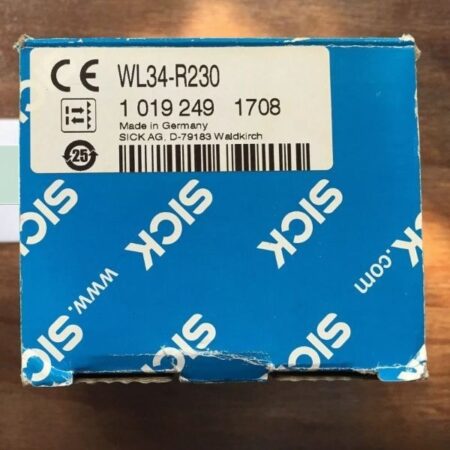 CE WL34-R230
1 019 249 1708
Made in Germany
SICK AG, D-79183 Waldkirch
25
SICK
SICK
SICK
SICK
www.
.com
SICK
SICK